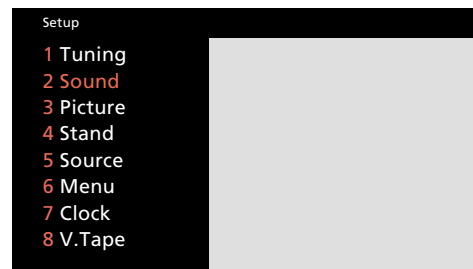 Setup
1 Tuning
2 Sound
3 Picture
4 Stand
5 Source
6 Menu
7 Clock
8 V.Tape